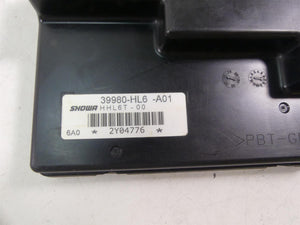 39980-HL6 -A01
SHOWA HHL6T-00
6A0 * 2Y04776 *
>PBT-G